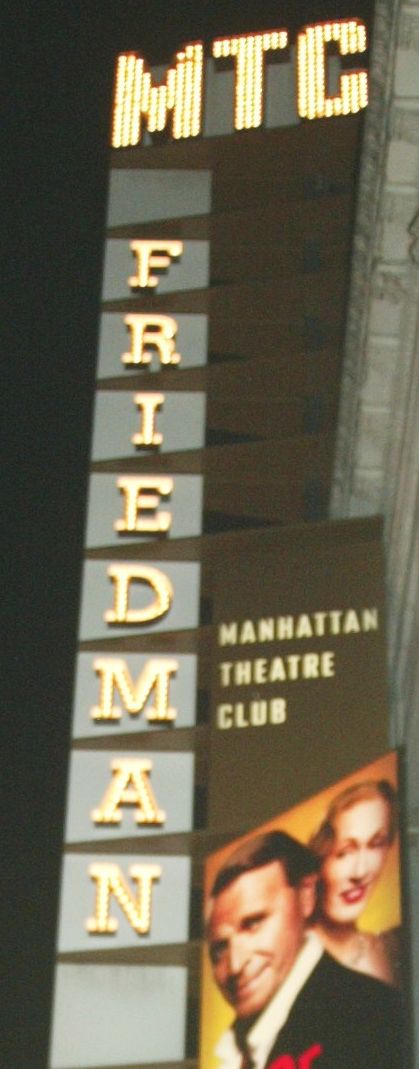 MTC
FRIEDMAN
MANHATTAN
THEATRE
CLUB